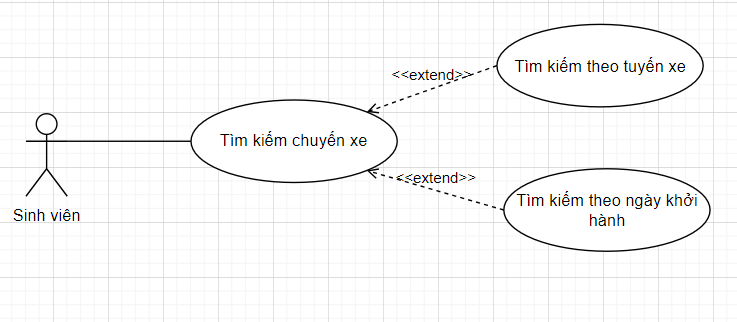 Tìm kiếm theo tuyến xe
<<extend>>
Tìm kiếm chuyến xe
<<extend>>
Tìm kiếm theo ngày khởi
hành
Sinh viên